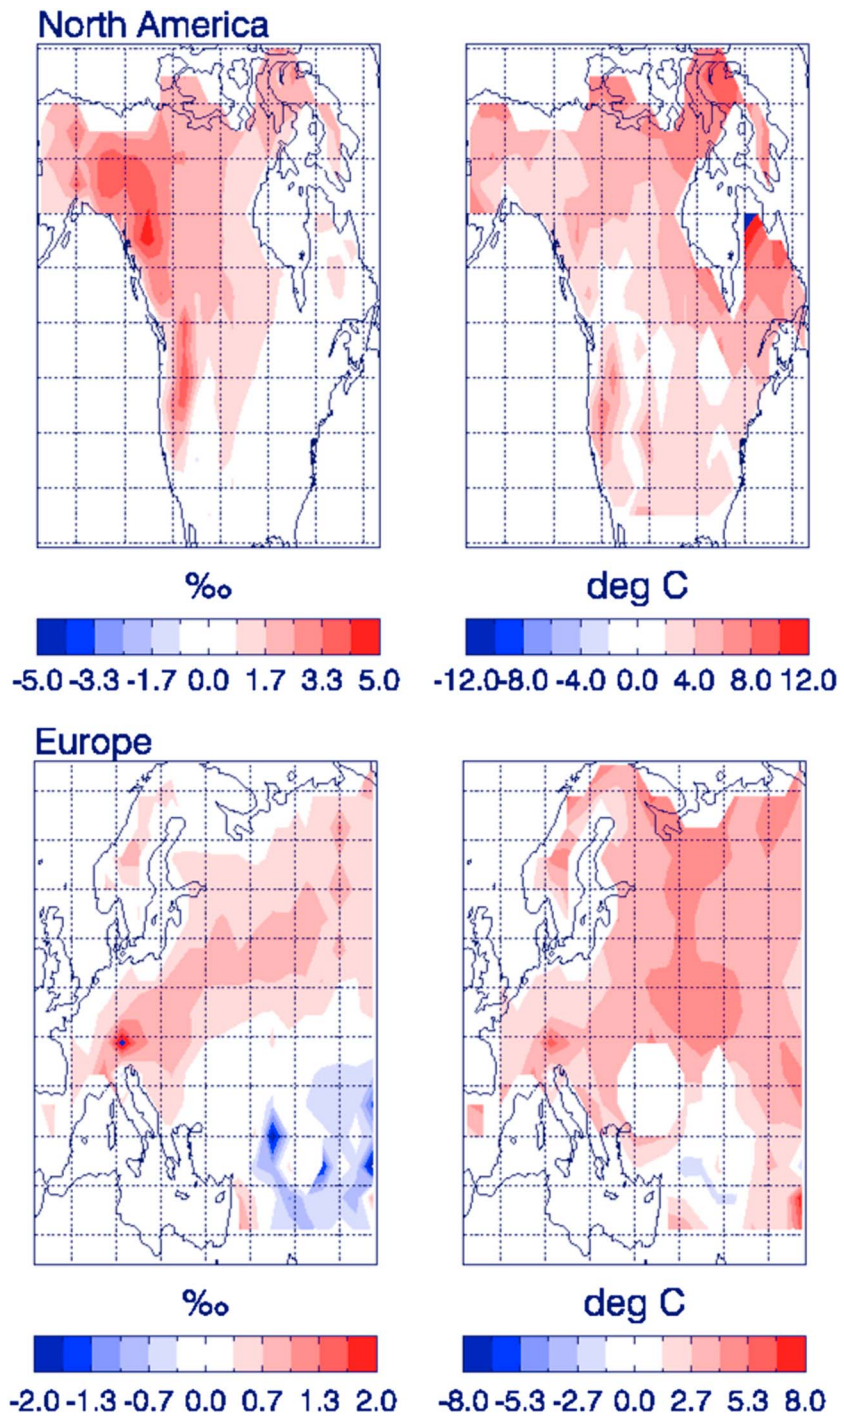 North America
‰ deg C
-5.0 -3.3 -1.7 0.0 1.7 3.3 5.0 -12.0 -8.0 -4.0 0.0 4.0 8.0 12.0
Europe
‰ deg C
-2.0 -1.3 -0.7 0.0 0.7 1.3 2.0 -8.0 -5.3 -2.7 0.0 2.7 5.3 8.0